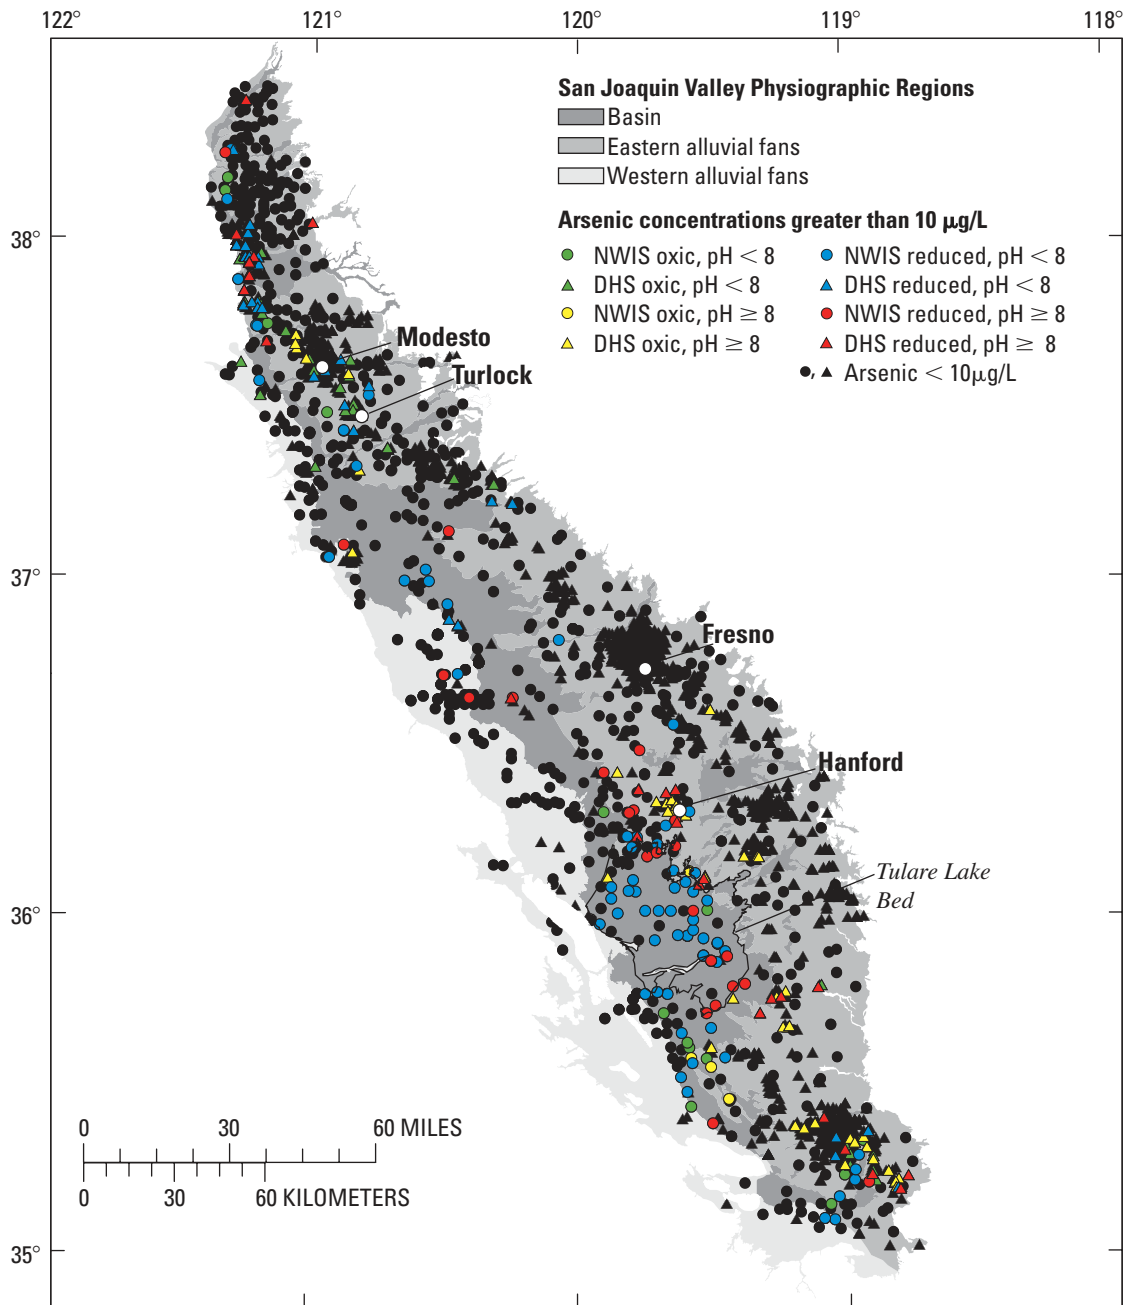 122° 121° 120° 119° 118°
San Joaquin Valley Physiographic Regions
Basin
Eastern alluvial fans
Western alluvial fans
Arsenic concentrations greater than 10 µg/L
NWIS oxic, pH < 8 NWIS reduced, pH < 8
DHS oxic, pH < 8 DHS reduced, pH < 8
NWIS oxic, pH ≥ 8 NWIS reduced, pH ≥ 8
DHS oxic, pH ≥ 8 DHS reduced, pH ≥ 8
, Arsenic < 10µg/L
38°
Modesto
Turlock
37°
Fresno
Hanford
Tulare Lake
Bed
36°
0 30 60 MILES
0 30 60 KILOMETERS
35°